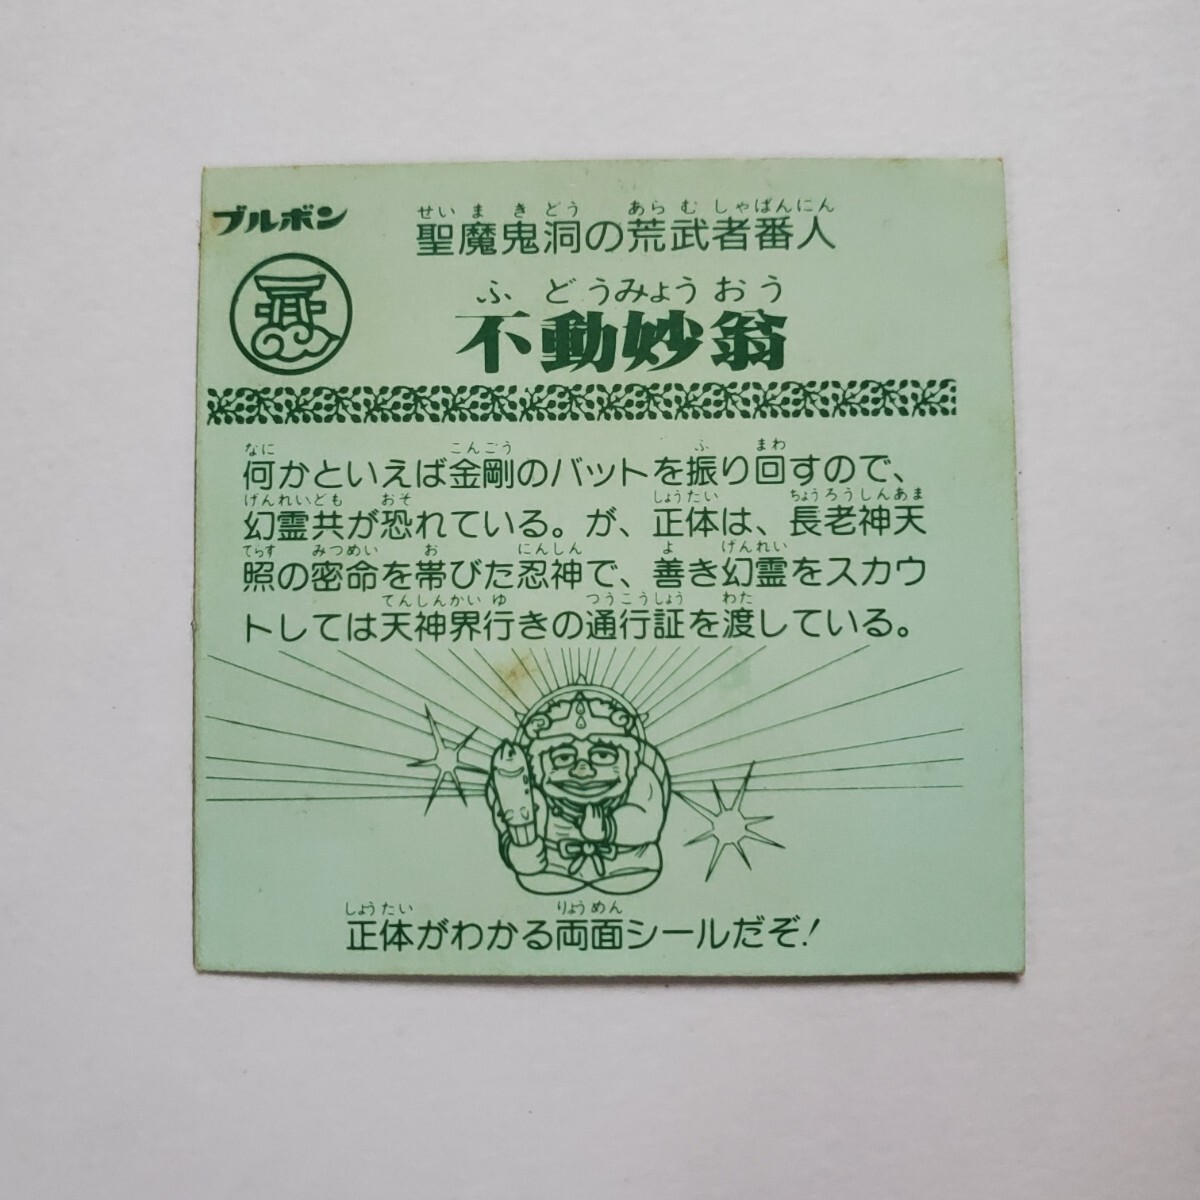 ブルボン
せいまきどう あらむしゃばんにん
聖魔鬼洞の荒武者番人
ふどうみょうおう
不動妙翁
なに こんごう ふ まわ
何かといえば金剛のバットを振り回すので、
げんれいども おそ しょうたい ちょうろうしんあま
幻霊共が恐れている。が、正体は、長老神天
てらす みつめい お にんしん よ げんれい
照の密命を帯びた忍神で、善き幻霊をスカウ
てんしんかいゆ つうこうしょう わた
トしては天神界行きの通行証を渡している。
しょうたい りょうめん
正体がわかる両面シールだぞ!